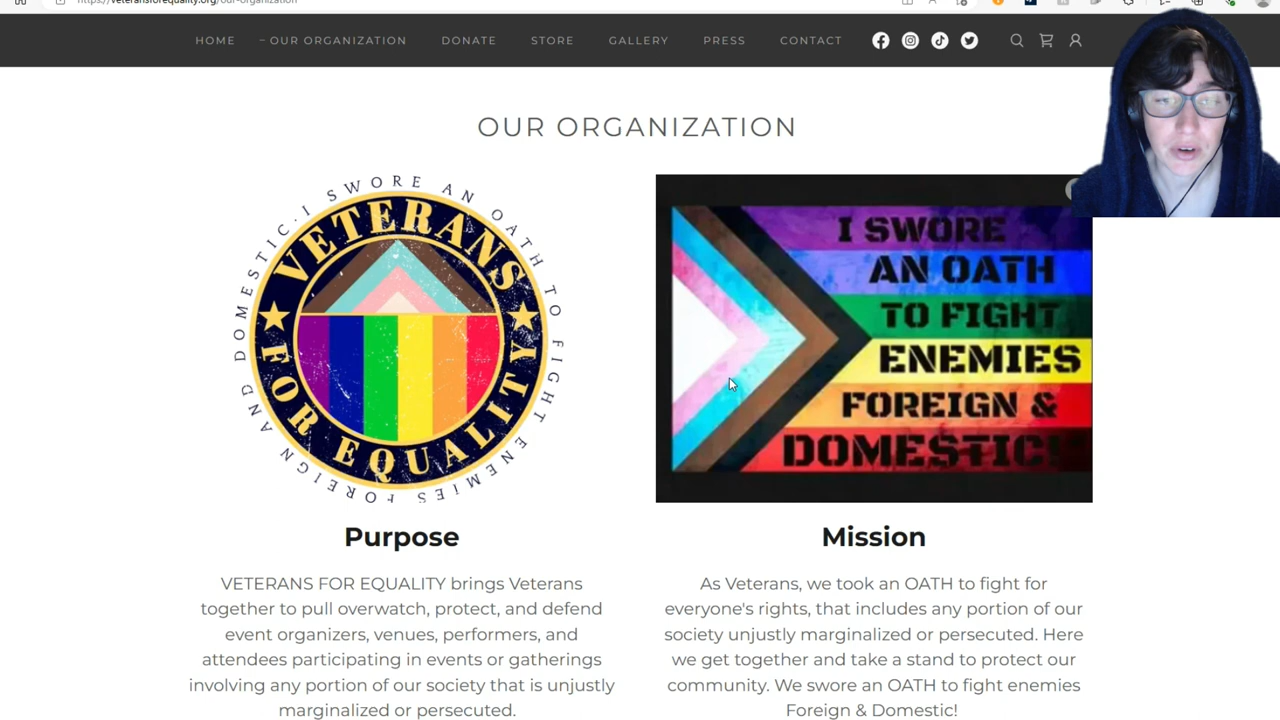 https://veteransforequality.org/our-organization
HOME
– OUR ORGANIZATION
DONATE
STORE
GALLERY
PRESS
CONTACT
OUR ORGANIZATION
I SWORE AN OATH TO FIGHT ENEMIES FOREIGN AND DOMESTIC.
VETERANS
FOR EQUALITY
I SWORE
AN OATH
TO FIGHT
ENEMIES
FOREIGN &
DOMESTIC!
Purpose
VETERANS FOR EQUALITY brings Veterans
together to pull overwatch, protect, and defend
event organizers, venues, performers, and
attendees participating in events or gatherings
involving any portion of our society that is unjustly
marginalized or persecuted.
Mission
As Veterans, we took an OATH to fight for
everyone's rights, that includes any portion of our
society unjustly marginalized or persecuted. Here
we get together and take a stand to protect our
community. We swore an OATH to fight enemies
Foreign & Domestic!